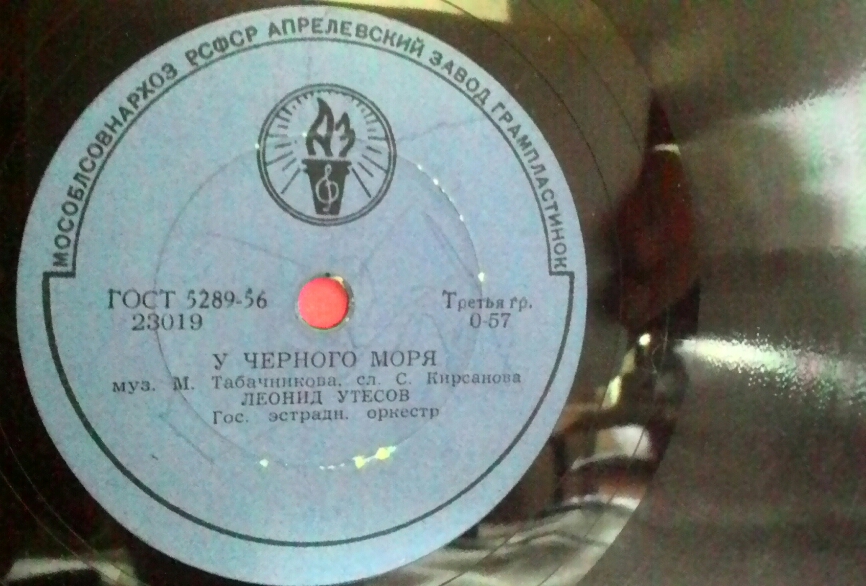 МОСОБЛСОВНАРХОЗ РСФСР АПРЕЛЕВСКИЙ ЗАВОД ГРАМПЛАСТИНОК
АЗ
ГОСТ 5289-56
23019
Третья гр.
0-57
У ЧЕРНОГО МОРЯ
муз. М. Табачникова, сл. С. Кирсанова
ЛЕОНИД УТЕСОВ
Гос. эстрадн. оркестр